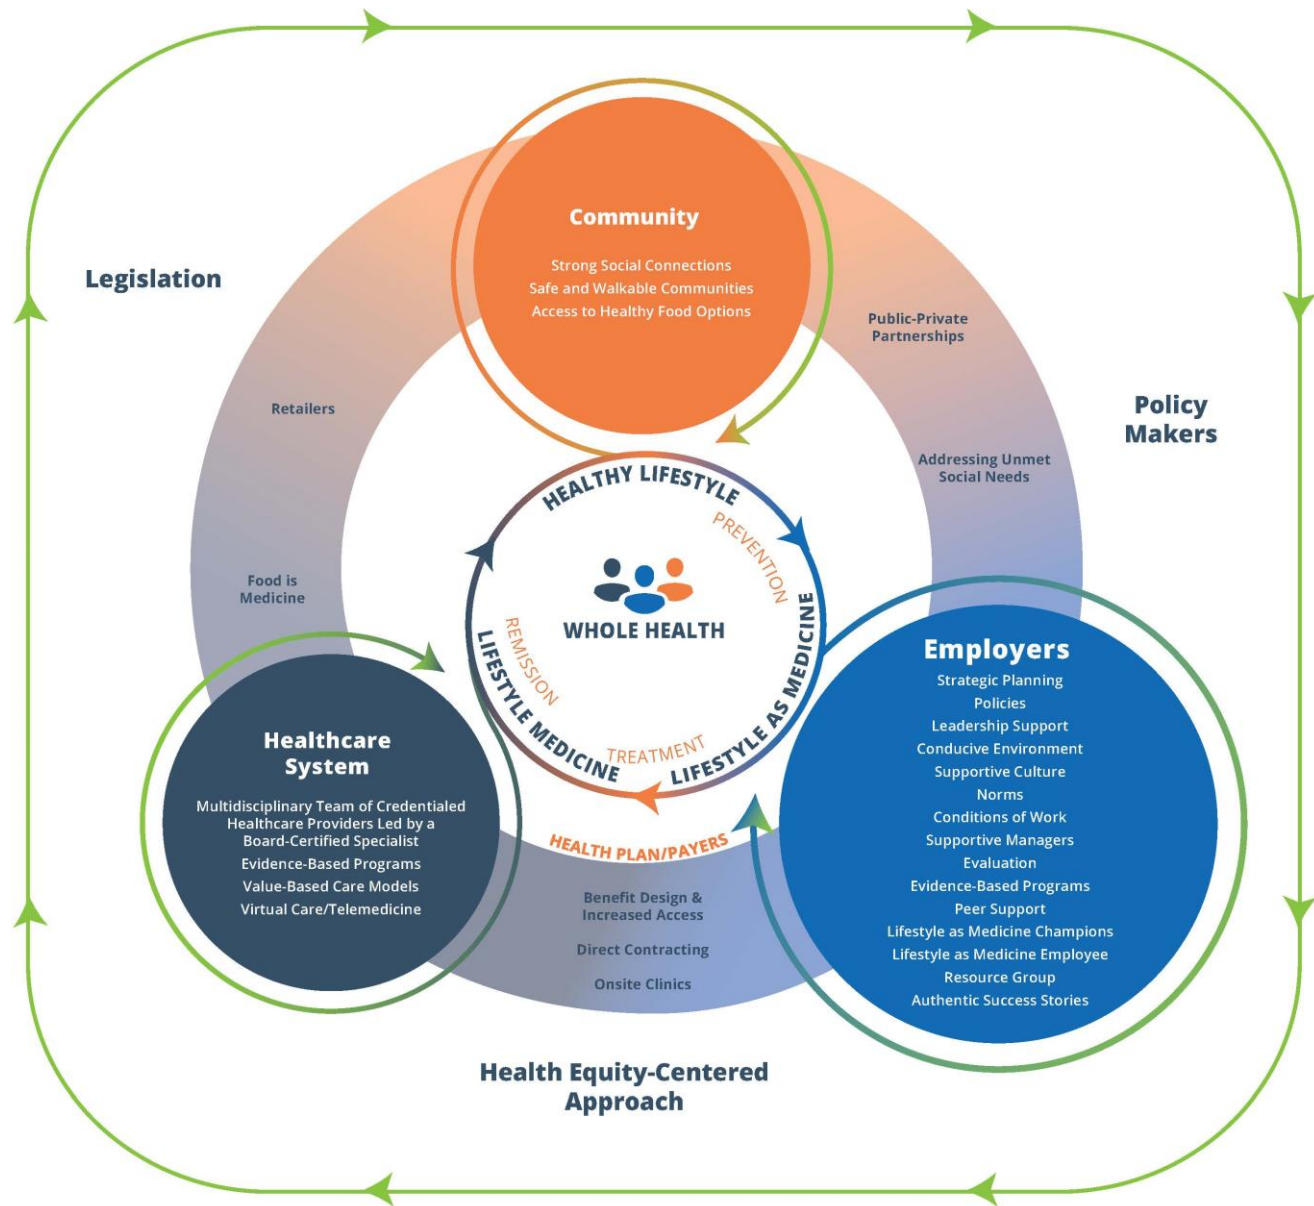 Community
Strong Social Connections
Safe and Walkable Communities
Access to Healthy Food Options
Legislation
Public-Private
Partnerships
Retailers
Policy
Makers
Addressing Unmet
Social Needs
HEALTHY LIFESTYLE
PREVENTION
Food is
Medicine
WHOLE HEALTH
LIFESTYLE AS MEDICINE
REMISSION
LIFESTYLE MEDICINE
TREATMENT
Employers
Strategic Planning
Policies
Leadership Support
Conducive Environment
Supportive Culture
Norms
Conditions of Work
Supportive Managers
Evaluation
Evidence-Based Programs
Peer Support
Lifestyle as Medicine Champions
Lifestyle as Medicine Employee
Resource Group
Authentic Success Stories
Healthcare
System
Multidisciplinary Team of Credentialed
Healthcare Providers Led by a
Board-Certified Specialist
Evidence-Based Programs
Value-Based Care Models
Virtual Care/Telemedicine
HEALTH PLAN/PAYERS
Benefit Design &
Increased Access
Direct Contracting
Onsite Clinics
Health Equity-Centered
Approach